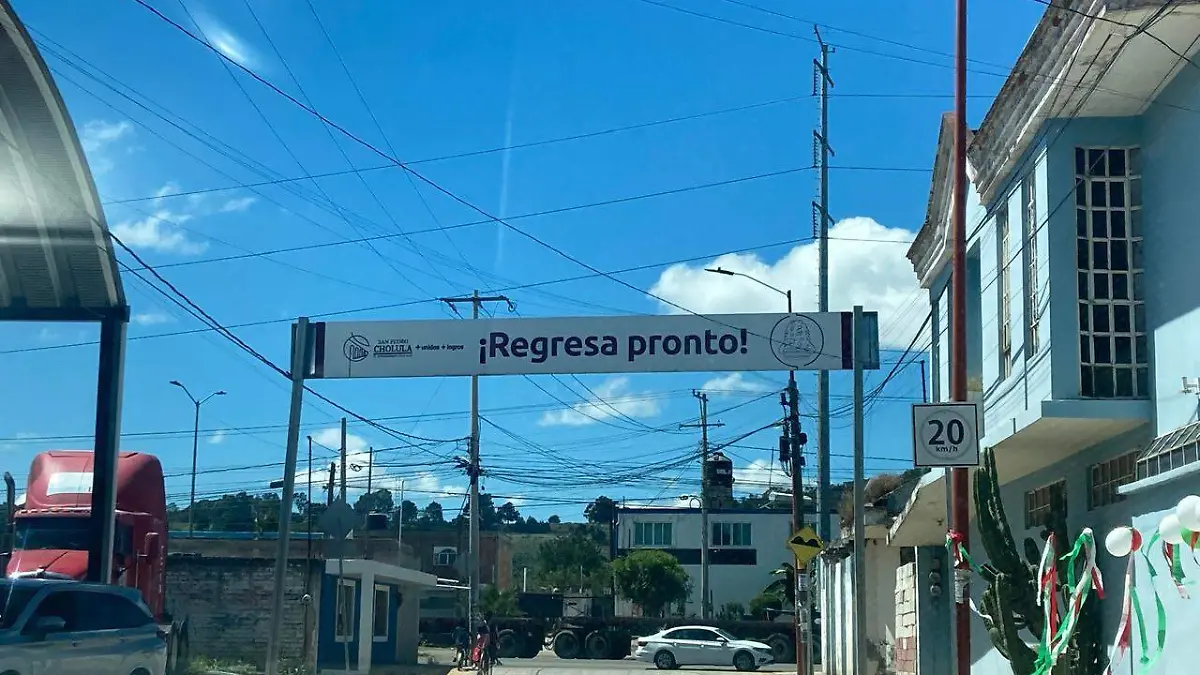 SAN PEDRO
CHOLULA
+ unidos + logros
¡Regresa pronto!
20
km/h